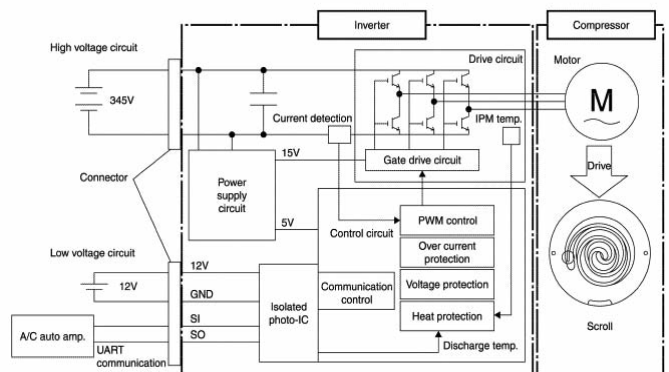 Inverter
Compressor
High voltage circuit
345V
Drive circuit
Motor
M
Current detection
IPM temp.
15V
Gate drive circuit
Connector
Power
supply
circuit
Drive
5V
Control circuit
PWM control
Over current
protection
Low voltage circuit
12V
12V
GND
Isolated
photo-IC
Communication
control
Voltage protection
Heat protection
A/C auto amp.
SI
SO
UART
communication
Discharge temp.
Scroll